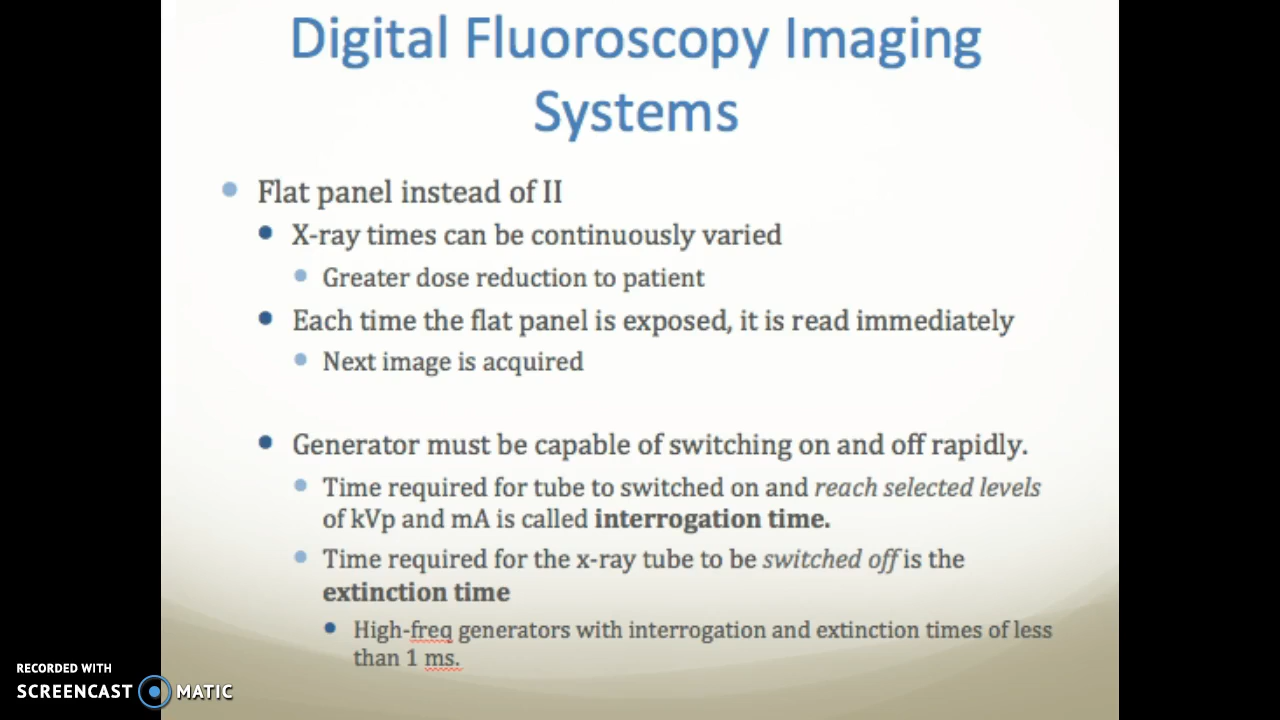 Digital Fluoroscopy Imaging
Systems
Flat panel instead of II
X-ray times can be continuously varied
Greater dose reduction to patient
Each time the flat panel is exposed, it is read immediately
Next image is acquired
Generator must be capable of switching on and off rapidly.
Time required for tube to switched on and reach selected levels
of kVp and mA is called interrogation time.
Time required for the x-ray tube to be switched off is the
extinction time
High-freq generators with interrogation and extinction times of less
than 1 ms.
RECORDED WITH
SCREENCAST MATIC